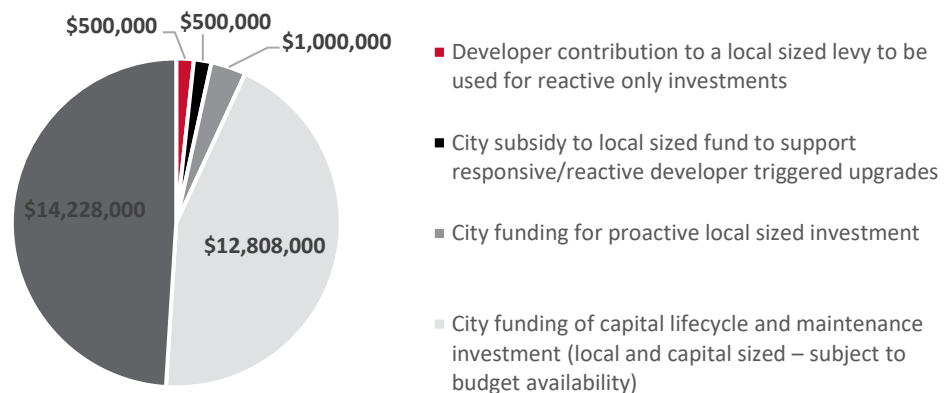 $500,000
$500,000
$1,000,000
$14,228,000
$12,808,000
Developer contribution to a local sized levy to be
used for reactive only investments
City subsidy to local sized fund to support
responsive/reactive developer triggered upgrades
City funding for proactive local sized investment
City funding of capital lifecycle and maintenance
investment (local and capital sized – subject to
budget availability)